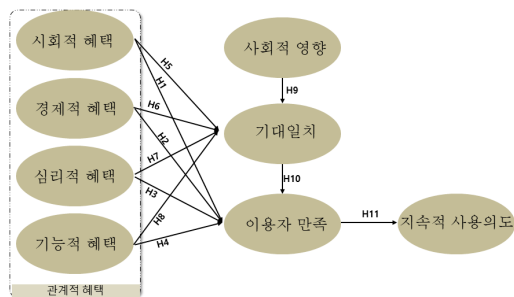 시회적 혜택
사회적 영향
H5
H1
경제적 혜택
H6
H9
기대일치
H2
H7
심리적 혜택
H3
H10
H8
기능적 혜택
H4
이용자 만족
H11
지속적 사용의도
관계적 혜택